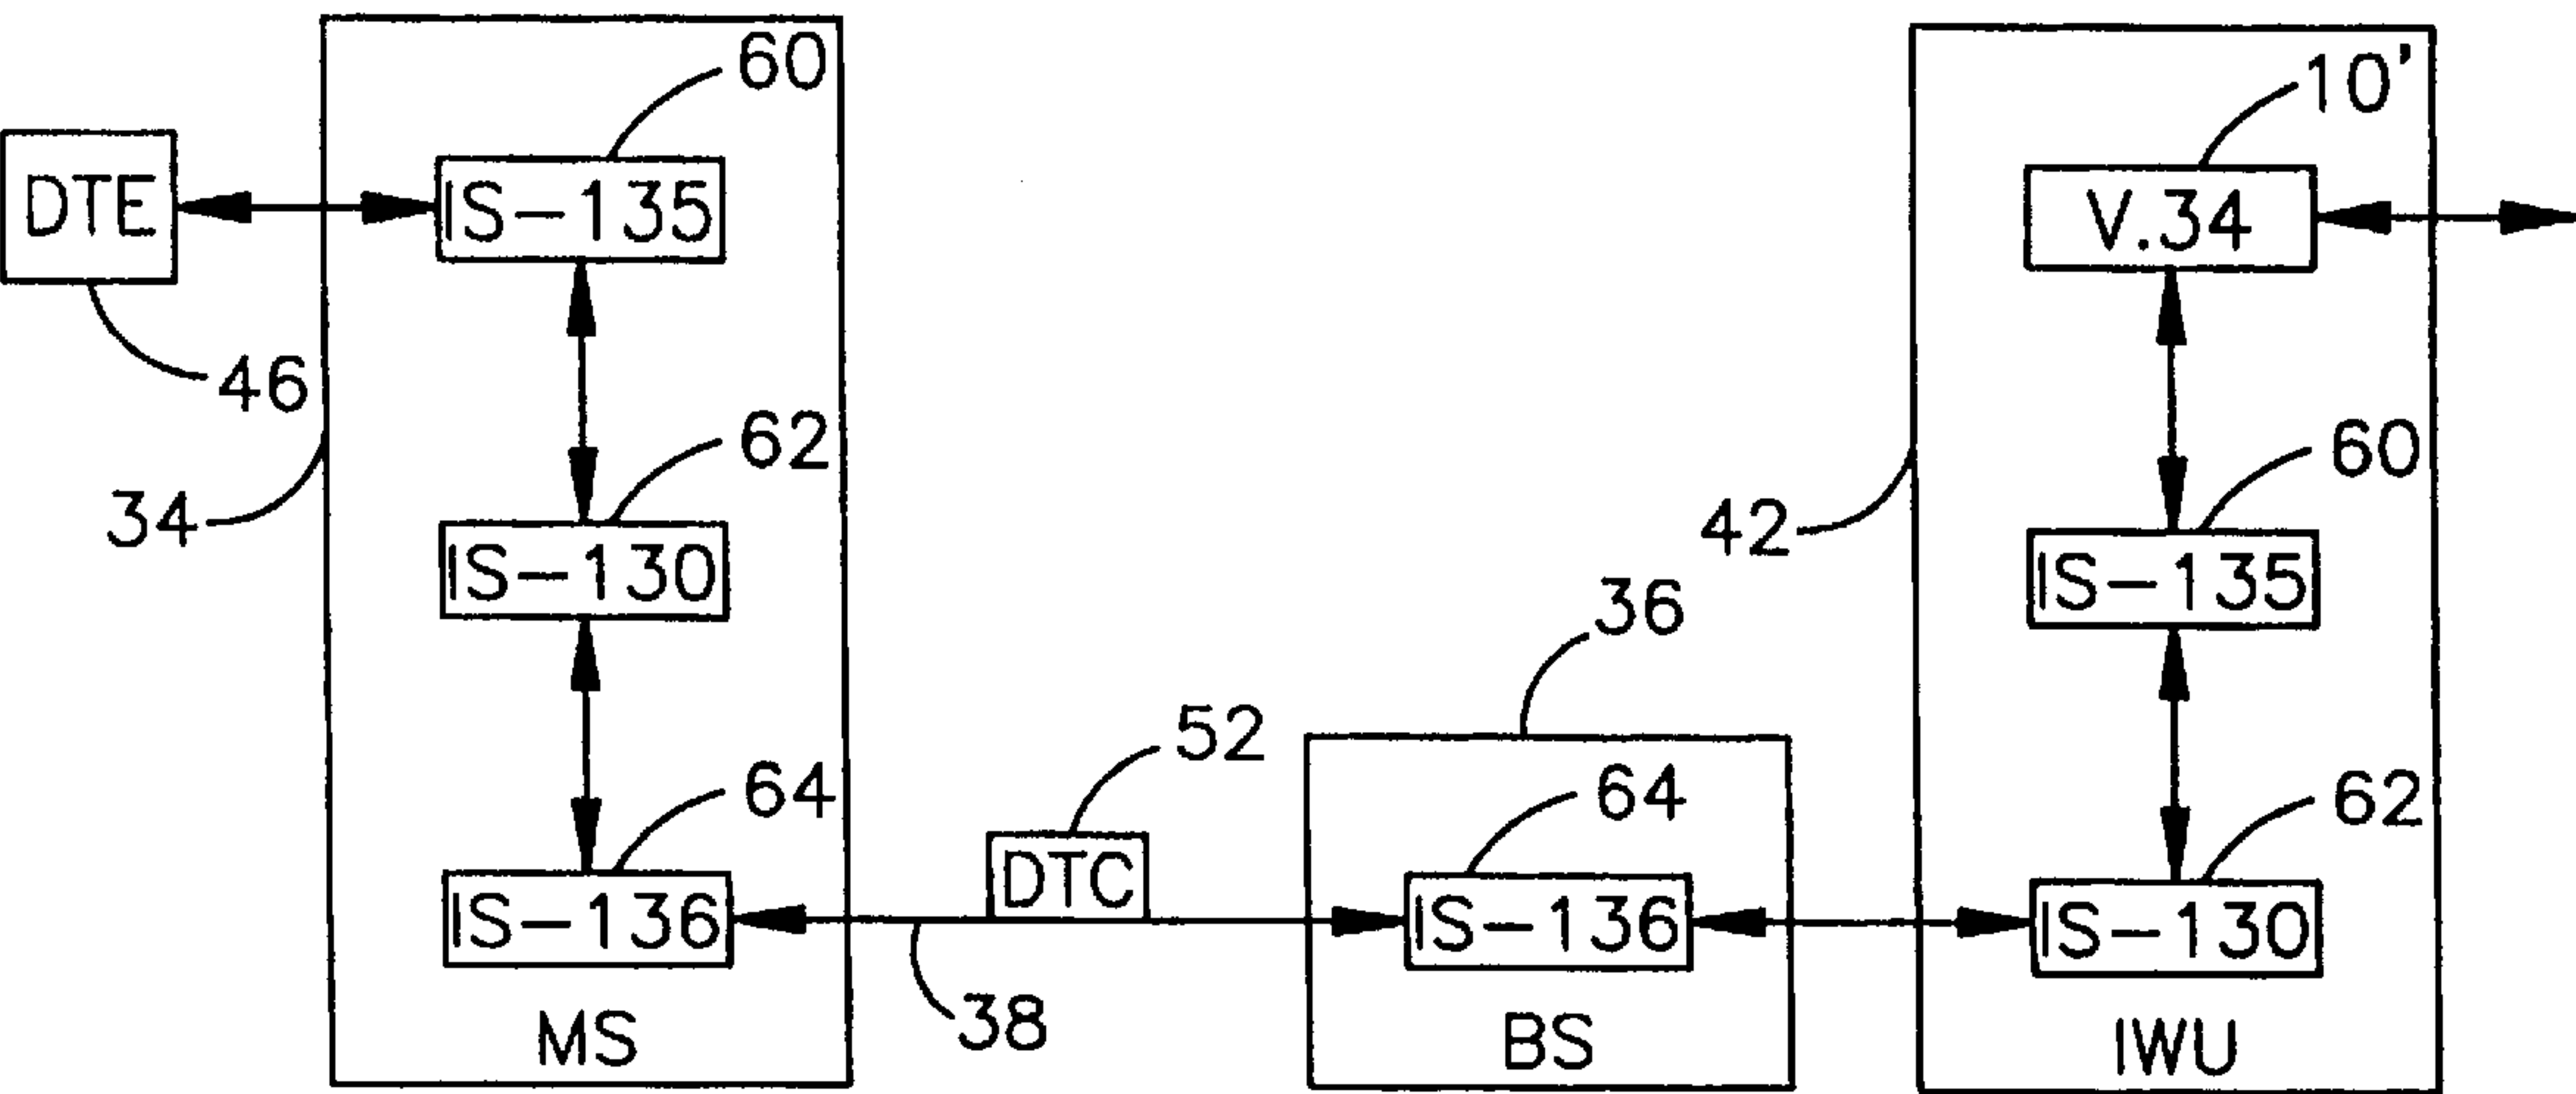 60
10'
DTE
IS-135
V.34
46
62
60
34
42
IS-130
IS-135
36
52
64
64
62
DTC
IS-136
IS-136
IS-130
38
MS
BS
IWU